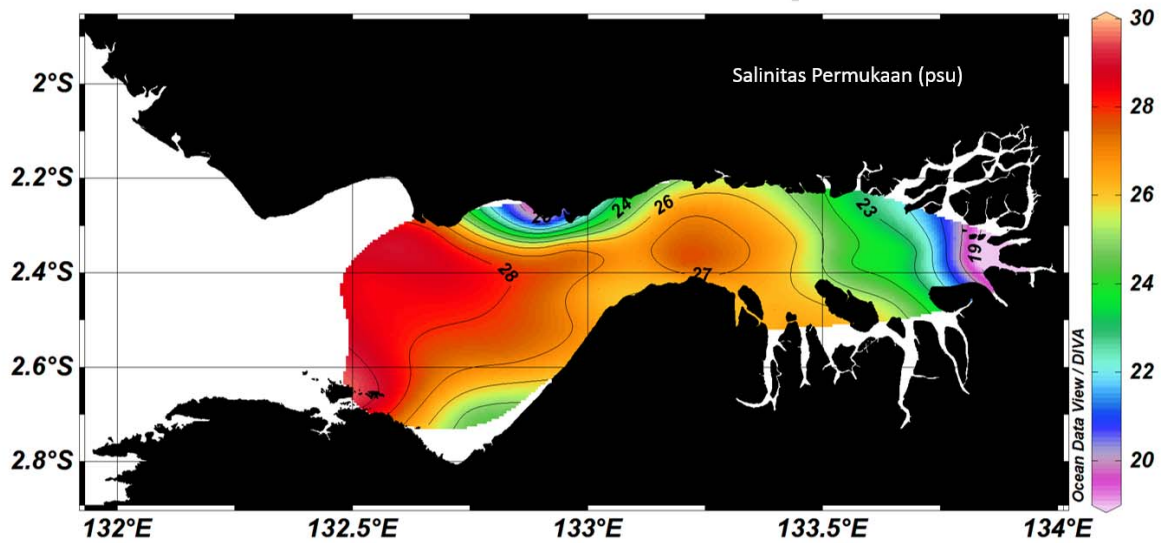 Salinitas Permukaan (psu)
30
28
26
24
22
20
Ocean Data View / DIVA
2°S
2.2°S
2.4°S
2.6°S
2.8°S
132°E
132.5°E
133°E
133.5°E
134°E
24
26
23
19
28
27